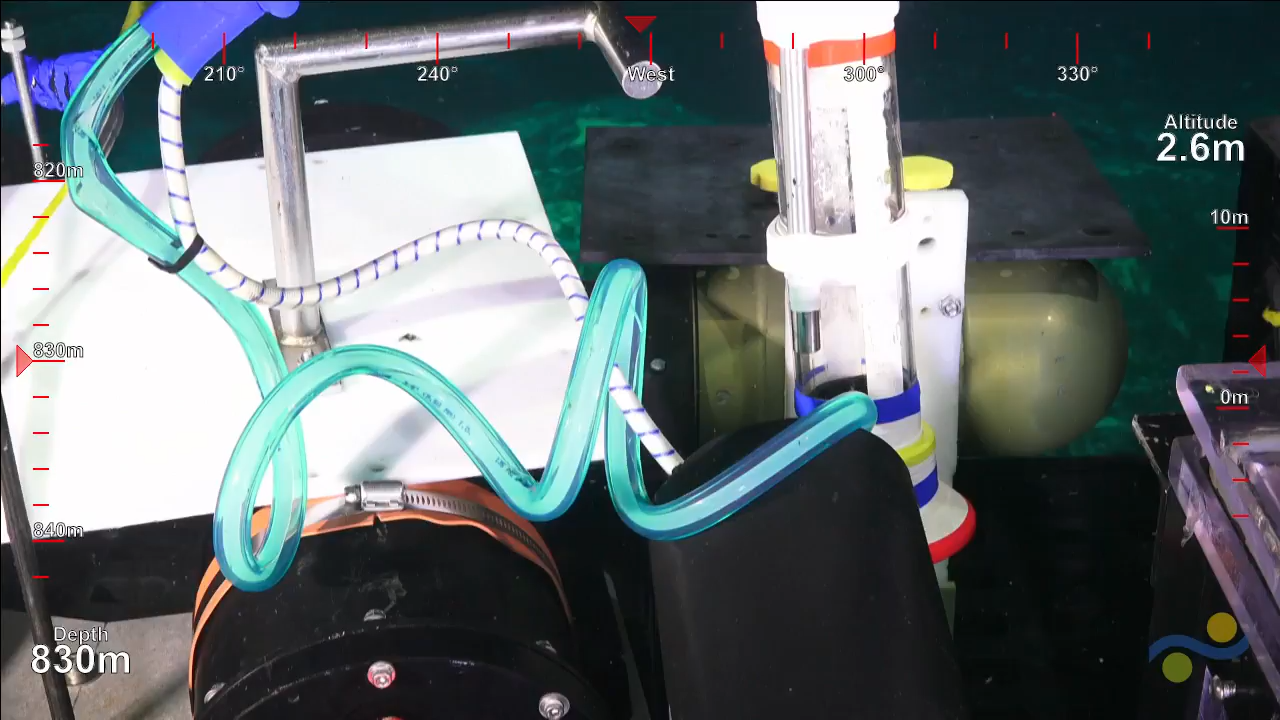 210°
240°
West
300°
330°
Altitude
2.6m
820m
10m
830m
0m
840m
Depth
830m